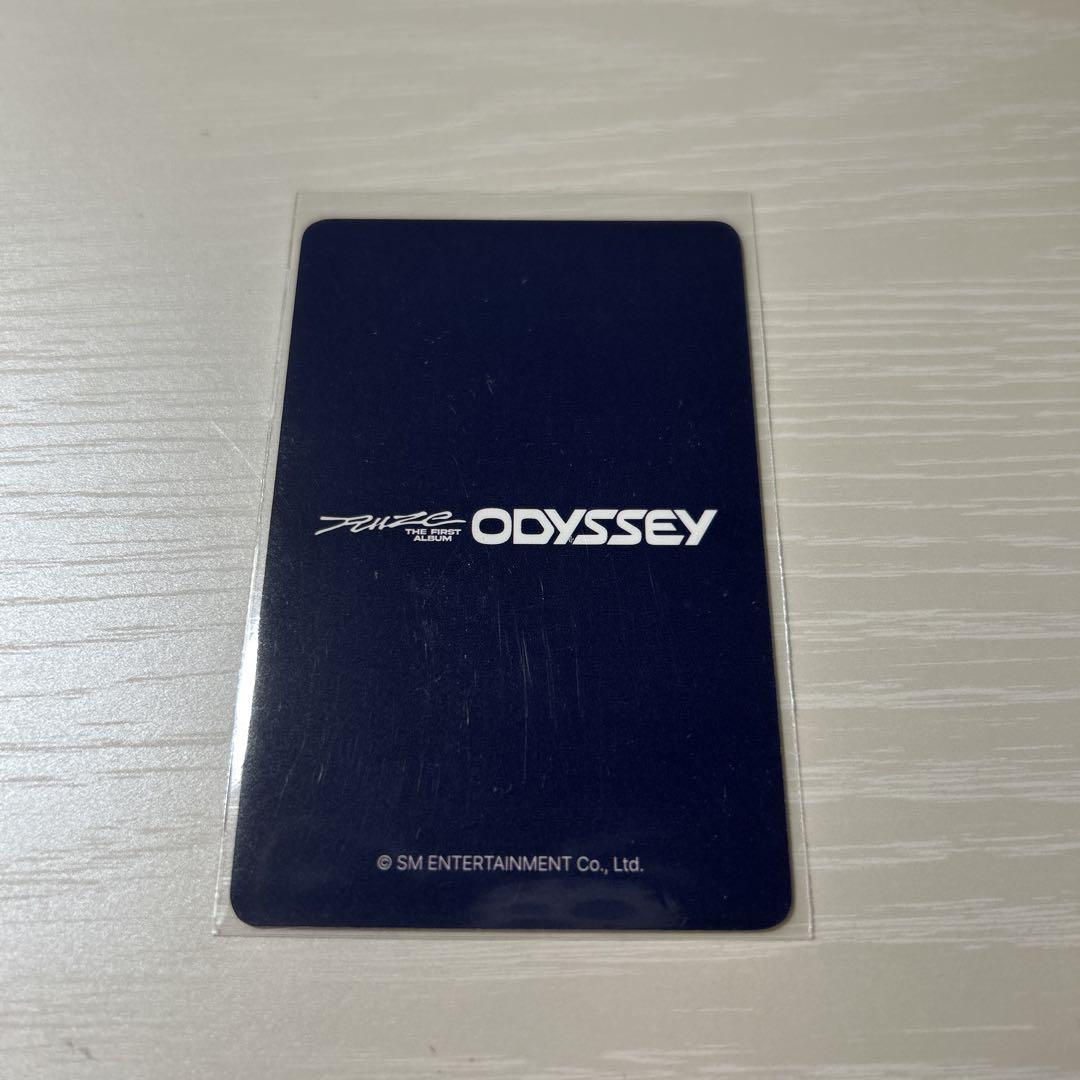 RIIZE THE FIRST ALBUM ODYSSEY
© SM ENTERTAINMENT Co., Ltd.